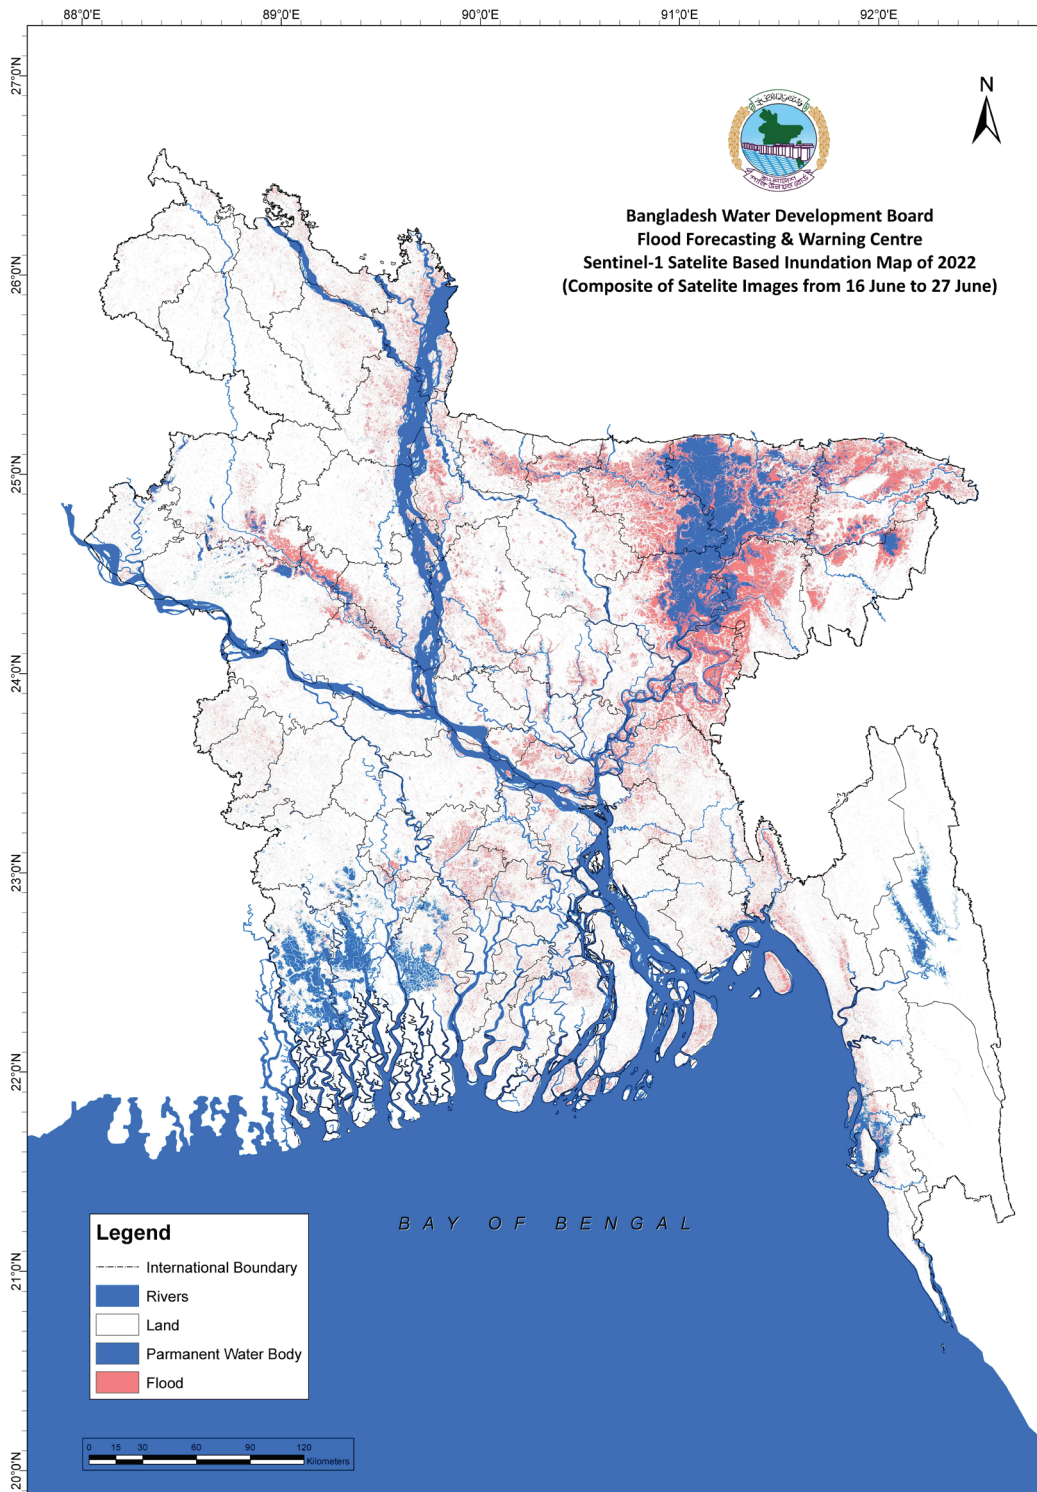 88°0'E 89°0'E 90°0'E 91°0'E 92°0'E
27°0'N
26°0'N
25°0'N
24°0'N
23°0'N
22°0'N
21°0'N
20°0'N
N
Bangladesh Water Development Board
Flood Forecasting & Warning Centre
Sentinel-1 Satelite Based Inundation Map of 2022
(Composite of Satelite Images from 16 June to 27 June)
BAY OF BENGAL
Legend
International Boundary
Rivers
Land
Parmanent Water Body
Flood
0 15 30 60 90 120
Kilometers